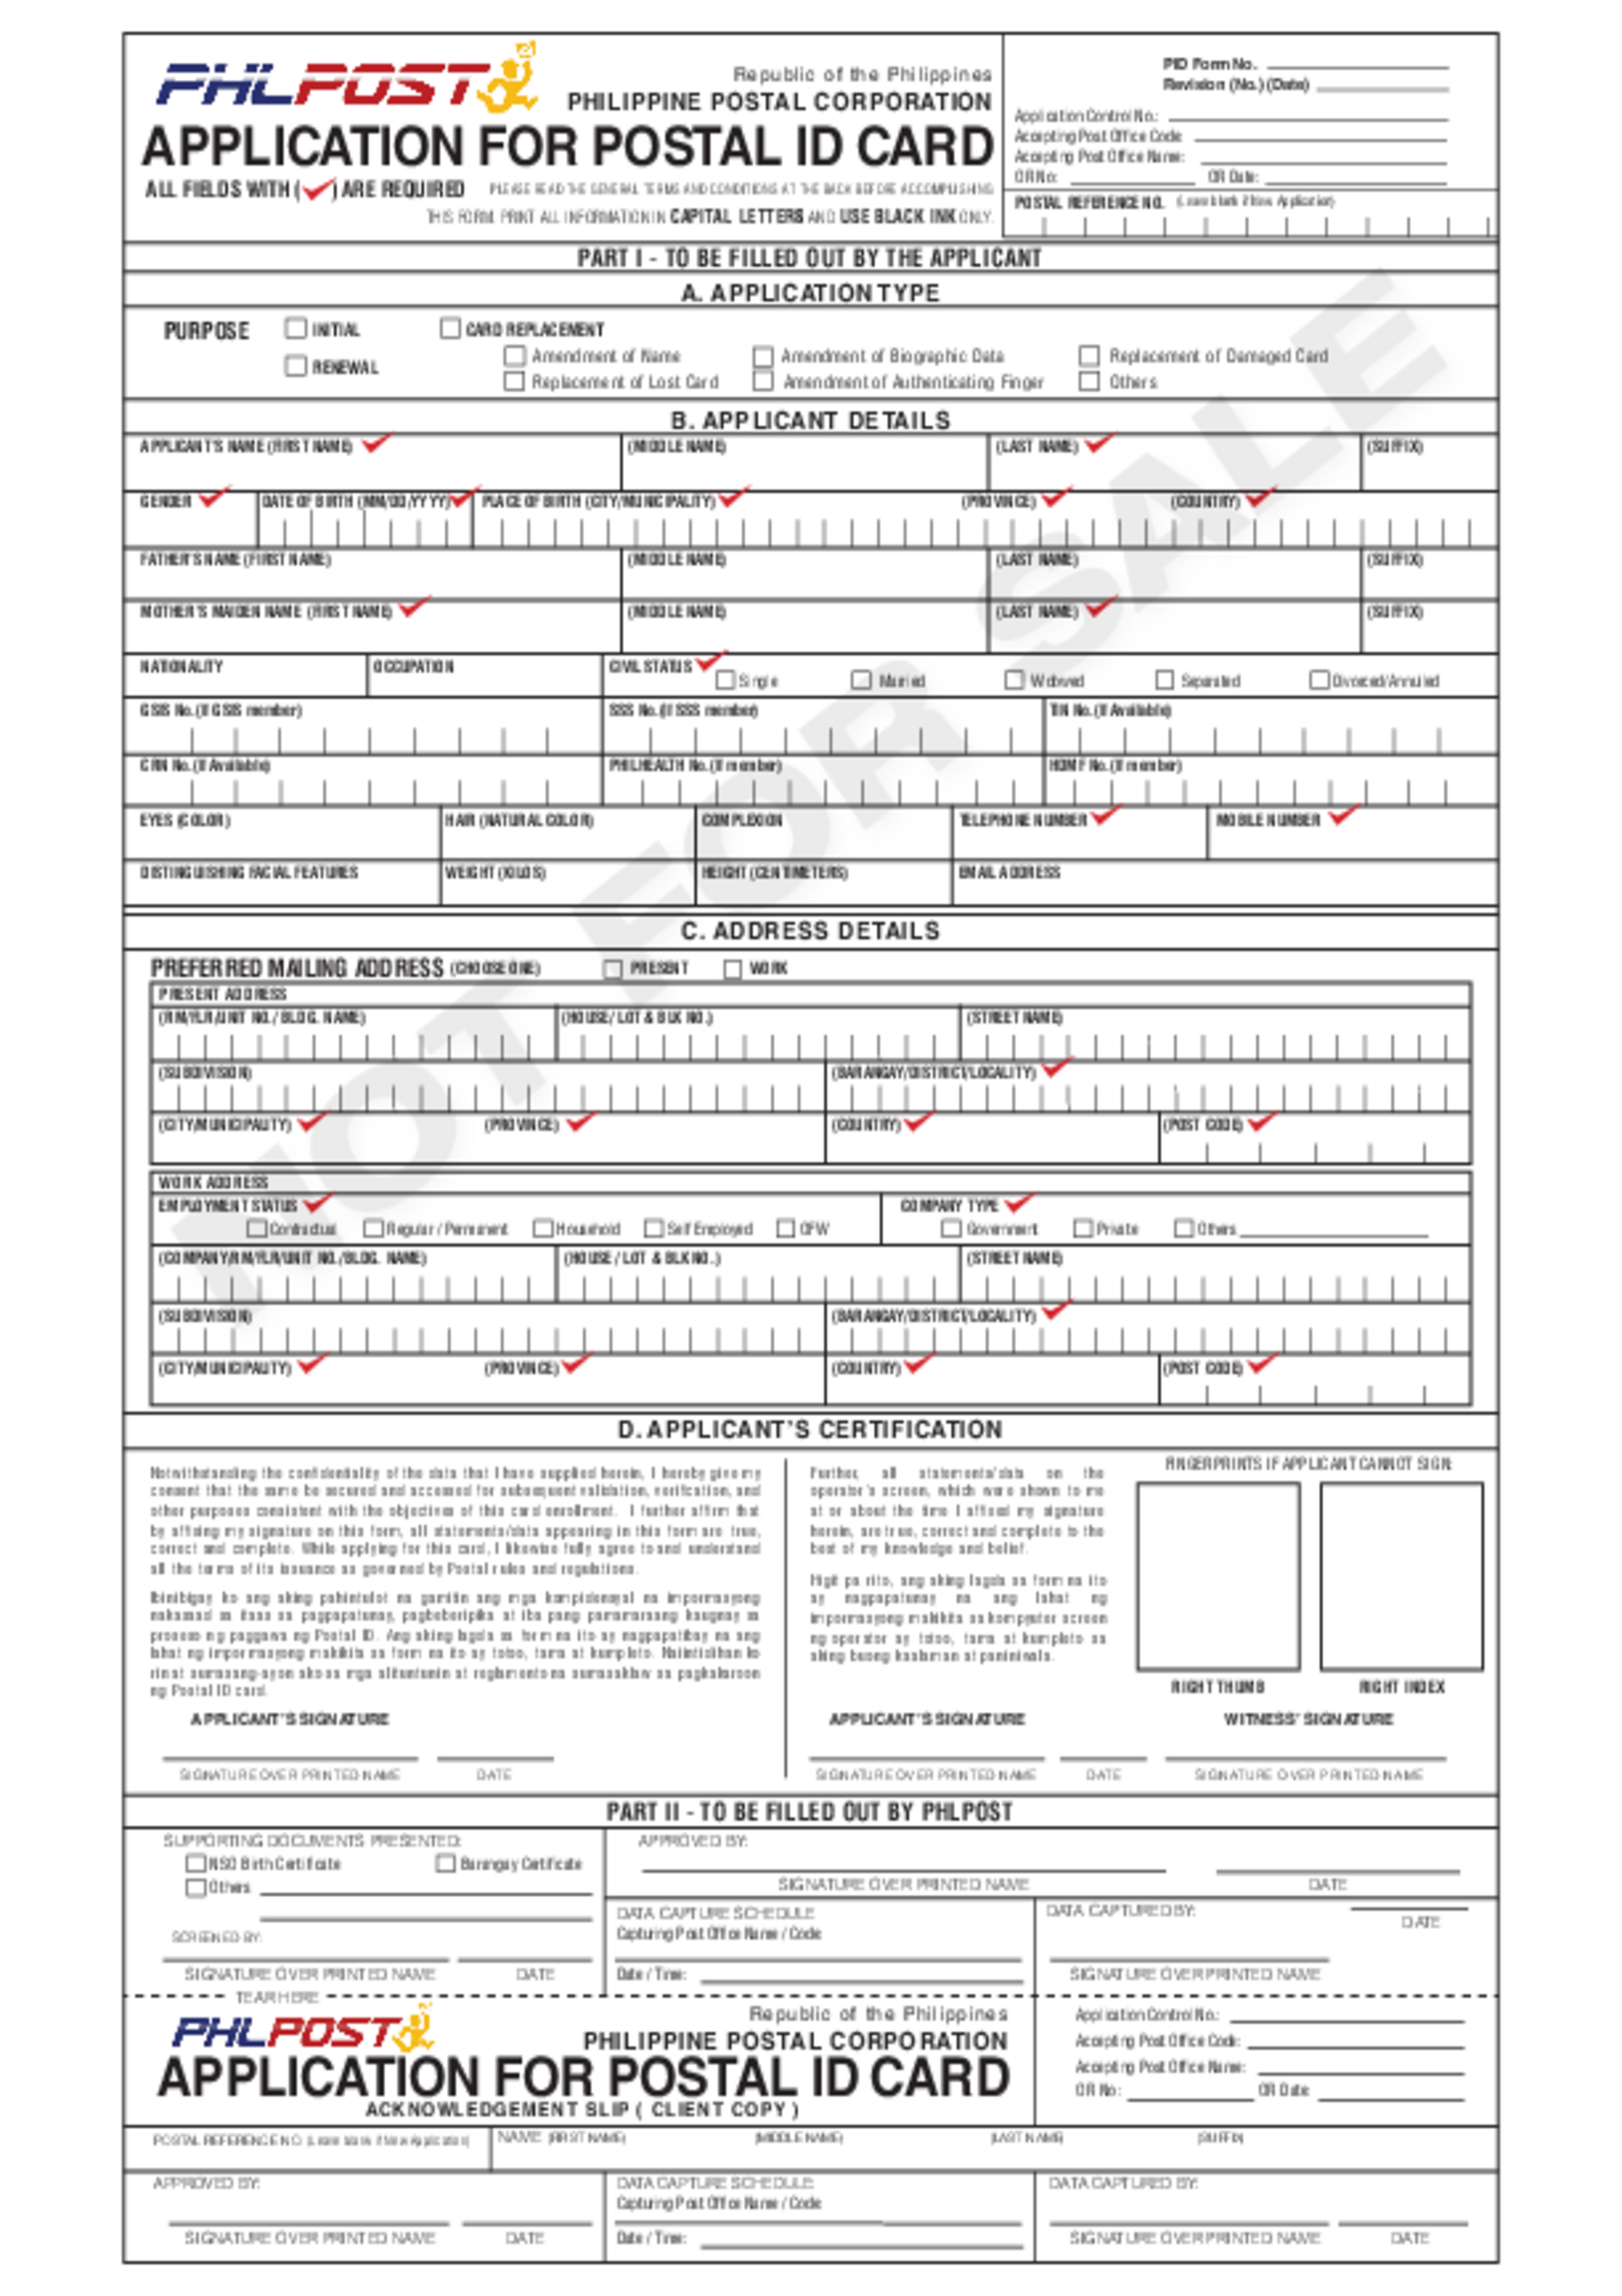 PHLPOST
Republic of the Philippines
PHILIPPINE POSTAL CORPORATION
APPLICATION FOR POSTAL ID CARD
ALL FIELDS WITH (✓) ARE REQUIRED
PLEASE READ THE GENERAL TERMS AND CONDITIONS AT THE BACK BEFORE ACCOMPLISHING
THIS FORM. PRINT ALL INFORMATION IN CAPITAL LETTERS AND USE BLACK INK ONLY.
PID Form No.
Revision (No.) (Date)
Application Control No.:
Accepting Post Office Code
Accepting Post Office Name:
OR No: OR Date:
POSTAL REFERENCE NO. (Leave blank if New Application)
PART I - TO BE FILLED OUT BY THE APPLICANT
A. APPLICATION TYPE
PURPOSE INITIAL CARD REPLACEMENT
Amendment of Name Amendment of Biographic Data Replacement of Damaged Card
RENEWAL
Replacement of Lost Card Amendment of Authenticating Finger Others
B. APPLICANT DETAILS
APPLICANT'S NAME (FIRST NAME) (MIDDLE NAME) (LAST NAME) (SUFFIX)
GENDER DATE OF BIRTH (MM/DD/YYYY) PLACE OF BIRTH (CITY/MUNICIPALITY) (PROVINCE) (COUNTRY)
FATHER'S NAME (FIRST NAME) (MIDDLE NAME) (LAST NAME) (SUFFIX)
MOTHER'S MAIDEN NAME (FIRST NAME) (MIDDLE NAME) (LAST NAME) (SUFFIX)
NATIONALITY OCCUPATION CIVIL STATUS
Single Married Widowed Separated Divorced/Annuled
GSIS No. (If GSIS member) SSS No. (If SSS member) TIN No. (If Available)
CRN No. (If Available) PHILHEALTH No. (If member) HDMF No. (If member)
EYES (COLOR) HAIR (NATURAL COLOR) COMPLEXION TELEPHONE NUMBER MOBILE NUMBER
DISTINGUISHING FACIAL FEATURES WEIGHT (KILOS) HEIGHT (CENTIMETERS) EMAIL ADDRESS
C. ADDRESS DETAILS
PREFERRED MAILING ADDRESS (CHOOSE ONE) PRESENT WORK
PRESENT ADDRESS
(RM/FLR/UNIT NO./ BLDG. NAME) (HOUSE/ LOT & BLK NO.) (STREET NAME)
(SUBDIVISION) (BARANGAY/DISTRICT/LOCALITY)
(CITY/MUNICIPALITY) (PROVINCE) (COUNTRY) (POST CODE)
WORK ADDRESS
EMPLOYMENT STATUS COMPANY TYPE
Contractual Regular / Permanent Household Self Employed OFW Government Private Others
(COMPANY/RM/FLR/UNIT NO./BLDG. NAME) (HOUSE / LOT & BLK NO.) (STREET NAME)
(SUBDIVISION) (BARANGAY/DISTRICT/LOCALITY)
(CITY/MUNICIPALITY) (PROVINCE) (COUNTRY) (POST CODE)
NOT FOR SALE
D. APPLICANT'S CERTIFICATION
Notwithstanding the confidentiality of the data that I have supplied herein, I hereby give my
consent that the same be secured and accessed for subsequent validation, verification, and
other purposes consistent with the objectives of this card enrollment. I further affirm that
by affixing my signature on this form, all statements/data appearing in this form are true,
correct and complete. While applying for this card, I likewise fully agree to and understand
all the terms of its issuance as governed by Postal rules and regulations.
Ibinibigay ko ang aking pahintulot na gamitin ang mga kompidensyal na impormasyong
nakasaad sa itaas sa pagpapatunay, pagbeberipika at iba pang pamamaraang kaugnay sa
proseso ng paggawa ng Postal ID. Ang aking lagda sa form na ito ay nagpapatibay na ang
lahat ng impormasyong makikita sa form na ito ay totoo, tama at kumpleto. Naiintidihan ko
rin at sumasang-ayon ako sa mga alituntunin at reglamento na sumasaklaw sa pagkakaroon
ng Postal ID card.
APPLICANT'S SIGNATURE
SIGNATURE OVER PRINTED NAME DATE
Further, all statements/data on the
operator's screen, which were shown to me
at or about the time I affixed my signature
herein, are true, correct and complete to the
best of my knowledge and belief.
Higit pa rito, ang aking lagda sa form na ito
ay nagpapatunay na ang lahat ng
impormasyong makikita sa kompyuter screen
ng operator ay totoo, tama at kumpleto sa
aking buong kaalaman at paniniwala.
APPLICANT'S SIGNATURE
SIGNATURE OVER PRINTED NAME DATE
FINGERPRINTS IF APPLICANT CANNOT SIGN:
RIGHT THUMB RIGHT INDEX
WITNESS' SIGNATURE
SIGNATURE OVER PRINTED NAME
PART II - TO BE FILLED OUT BY PHLPOST
SUPPORTING DOCUMENTS PRESENTED:
NSO Birth Certificate Barangay Certificate
Others
SCREENED BY:
SIGNATURE OVER PRINTED NAME DATE
APPROVED BY:
SIGNATURE OVER PRINTED NAME DATE
DATA CAPTURE SCHEDULE
Capturing Post Office Name / Code
Date / Time:
DATA CAPTURED BY:
DATE
SIGNATURE OVER PRINTED NAME
TEAR HERE
PHLPOST
Republic of the Philippines
PHILIPPINE POSTAL CORPORATION
APPLICATION FOR POSTAL ID CARD
ACKNOWLEDGEMENT SLIP ( CLIENT COPY )
Application Control No.:
Accepting Post Office Code:
Accepting Post Office Name:
OR No: OR Date
POSTAL REFERENCE NO. (Leave blank if New Application) NAME (FIRST NAME) (MIDDLE NAME) (LAST NAME) (SUFFIX)
APPROVED BY:
SIGNATURE OVER PRINTED NAME DATE
DATA CAPTURE SCHEDULE:
Capturing Post Office Name / Code
Date / Time:
DATA CAPTURED BY:
SIGNATURE OVER PRINTED NAME DATE